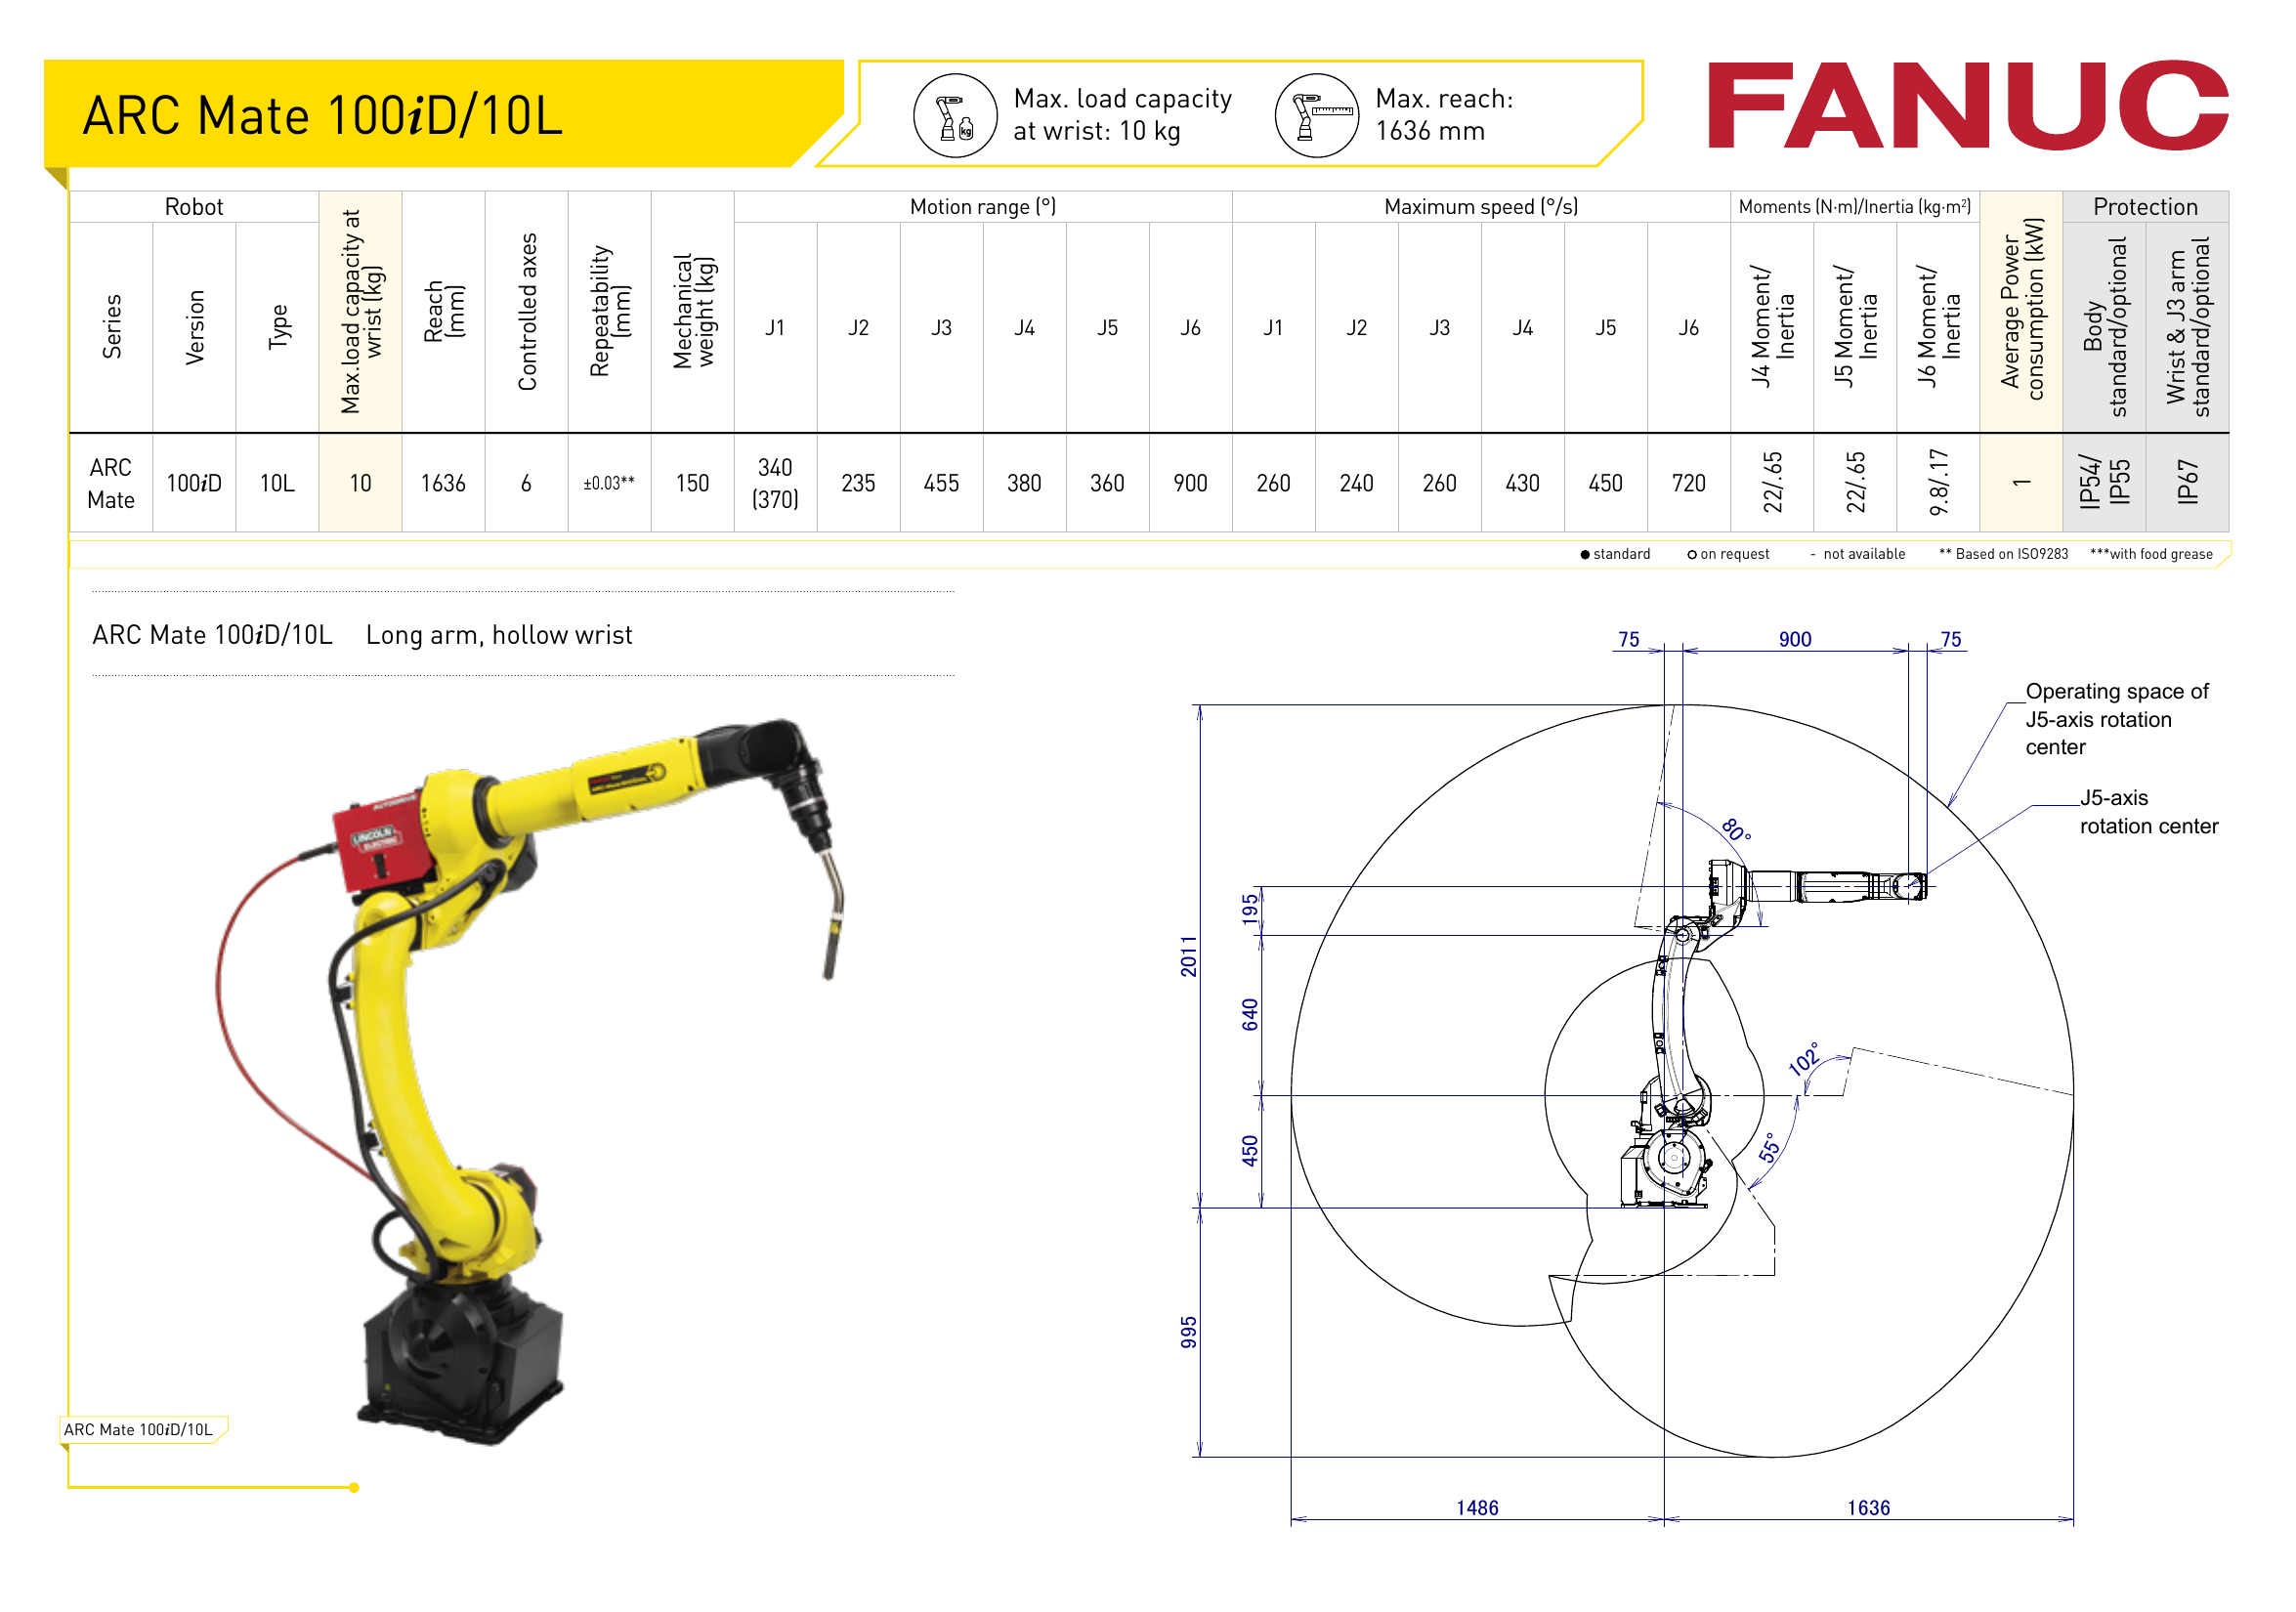 ARC Mate 100iD/10L
Max. load capacity
at wrist: 10 kg
kg
Max. reach:
1636 mm
FANUC
Robot
Motion range (°)
Maximum speed (°/s)
Moments (N·m)/Inertia (kg·m²)
Protection
Series
Version
Type
Max.load capacity at
wrist (kg)
Reach
(mm)
Controlled axes
Repeatability
(mm)
Mechanical
weight (kg)
J1
J2
J3
J4
J5
J6
J1
J2
J3
J4
J5
J6
J4 Moment/
Inertia
J5 Moment/
Inertia
J6 Moment/
Inertia
Average Power
consumption (kW)
Body
standard/optional
Wrist & J3 arm
standard/optional
ARC
Mate
100iD
10L
10
1636
6
±0.03**
150
340
(370)
235
455
380
360
900
260
240
260
430
450
720
22/.65
22/.65
9.8/.17
1
IP54/
IP55
IP67
● standard
○ on request
- not available
** Based on ISO9283
***with food grease
ARC Mate 100iD/10L Long arm, hollow wrist
LINCOLN
ELECTRIC
75
900
75
Operating space of
J5-axis rotation
center
J5-axis
rotation center
80°
195
2011
640
102°
450
55°
995
1486
1636
ARC Mate 100iD/10L